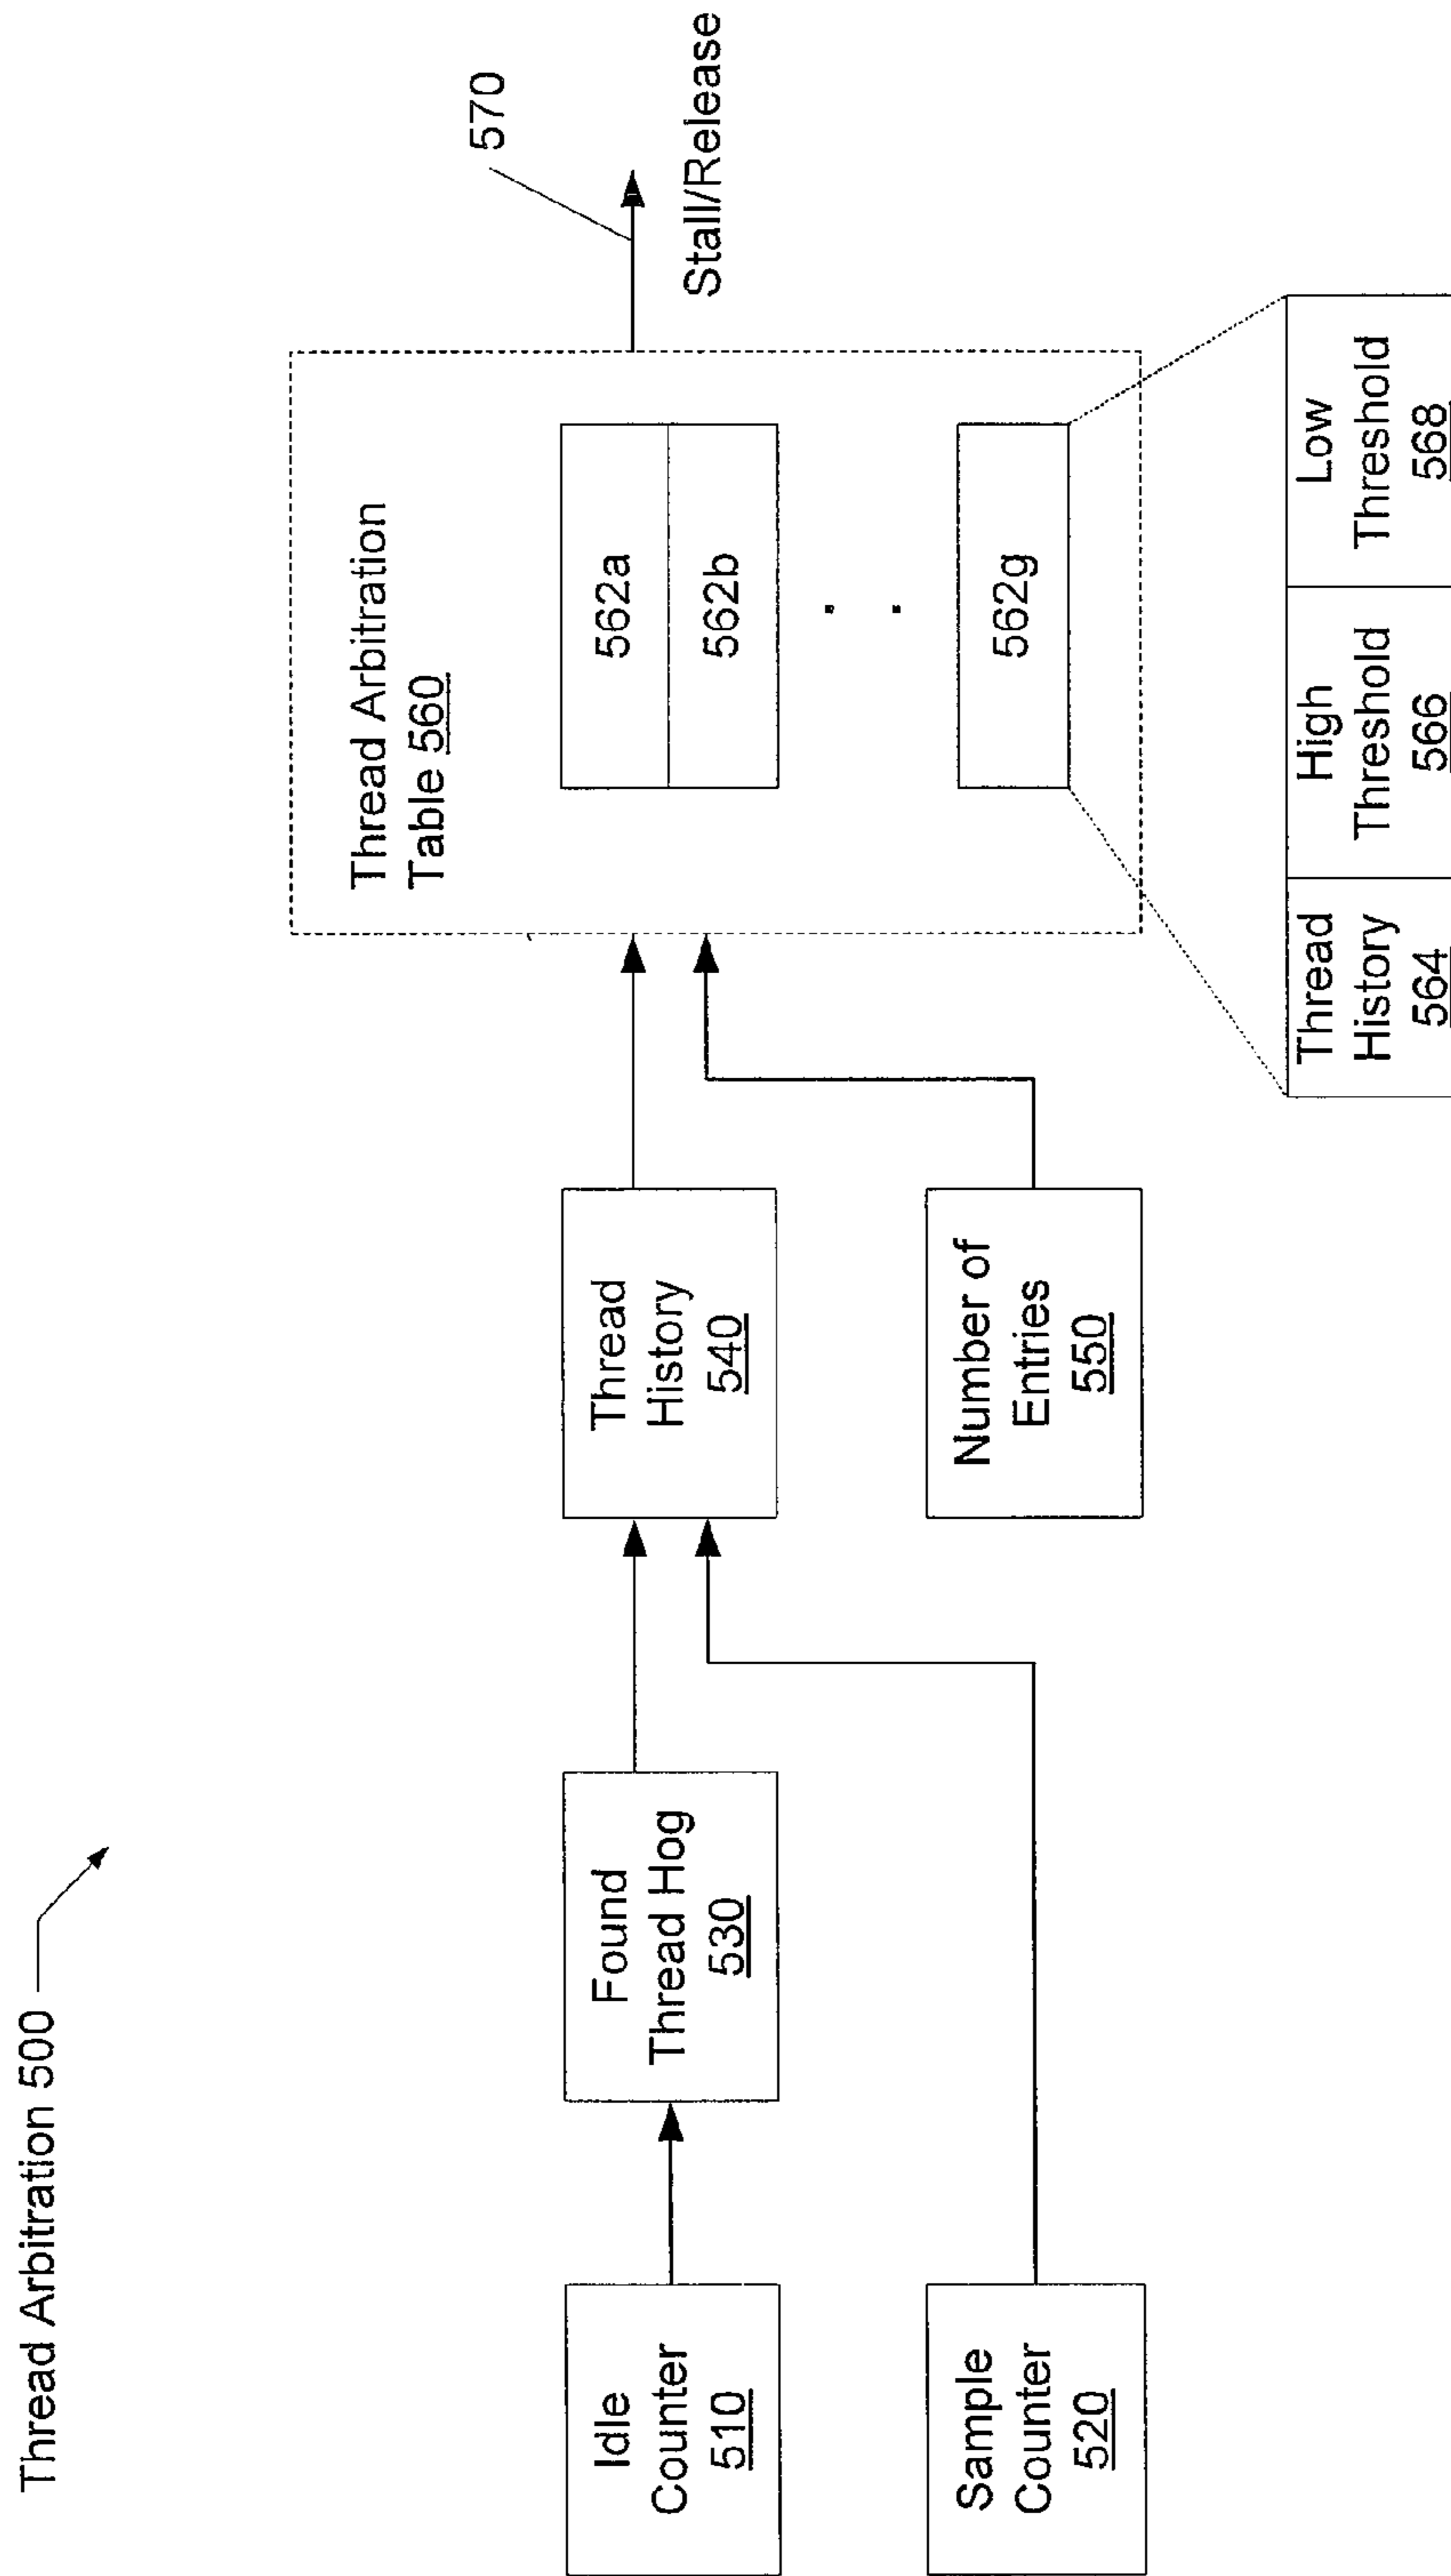 Thread Arbitration 500
Idle
Counter
510
Sample
Counter
520
Found
Thread Hog
530
Thread
History
540
Number of
Entries
550
Thread Arbitration
Table 560
562a
562b
562g
570
Stall/Release
Thread
History
564
High
Threshold
566
Low
Threshold
568